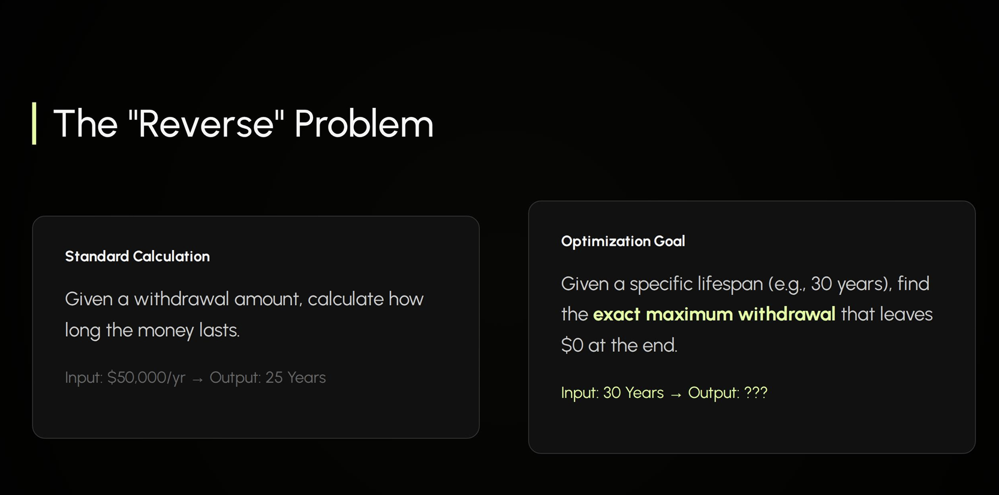 The "Reverse" Problem
Standard Calculation
Given a withdrawal amount, calculate how
long the money lasts.
Input: $50,000/yr → Output: 25 Years
Optimization Goal
Given a specific lifespan (e.g., 30 years), find
the exact maximum withdrawal that leaves
$0 at the end.
Input: 30 Years → Output: ???